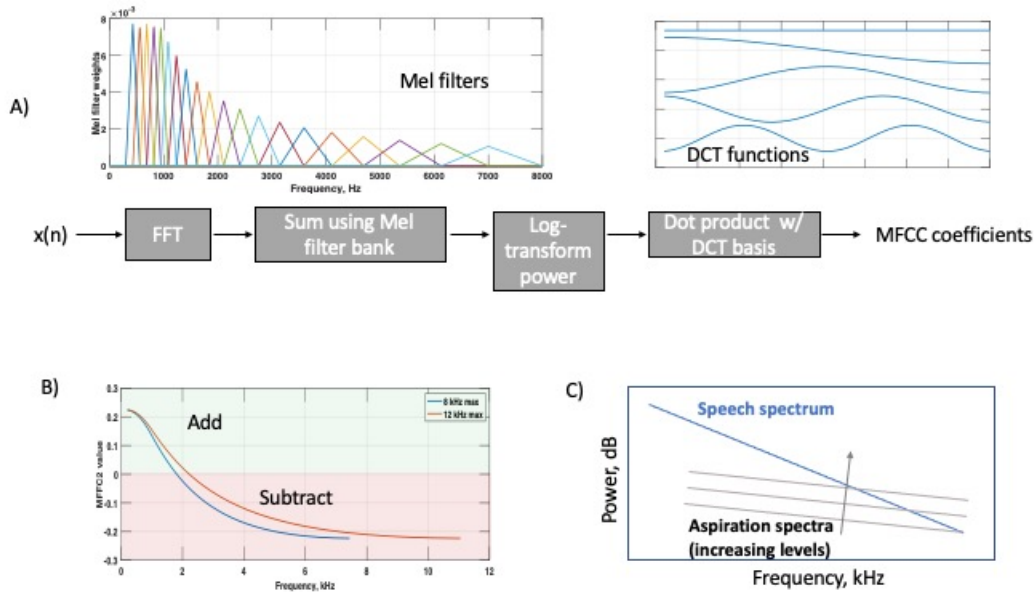 A)
8
×10⁻³
6
4
2
0
Mel filter weights
Mel filters
0 1000 2000 3000 4000 5000 6000 7000 8000
Frequency, Hz
DCT functions
x(n)
FFT
Sum using Mel
filter bank
Log-
transform
power
Dot product w/
DCT basis
MFCC coefficients
B)
0.3
0.2
0.1
0
-0.1
-0.2
-0.3
MFFC2 value
Add
Subtract
8 kHz max
12 kHz max
0 2 4 6 8 10 12
Frequency, kHz
C)
Speech spectrum
Power, dB
Aspiration spectra
(increasing levels)
Frequency, kHz